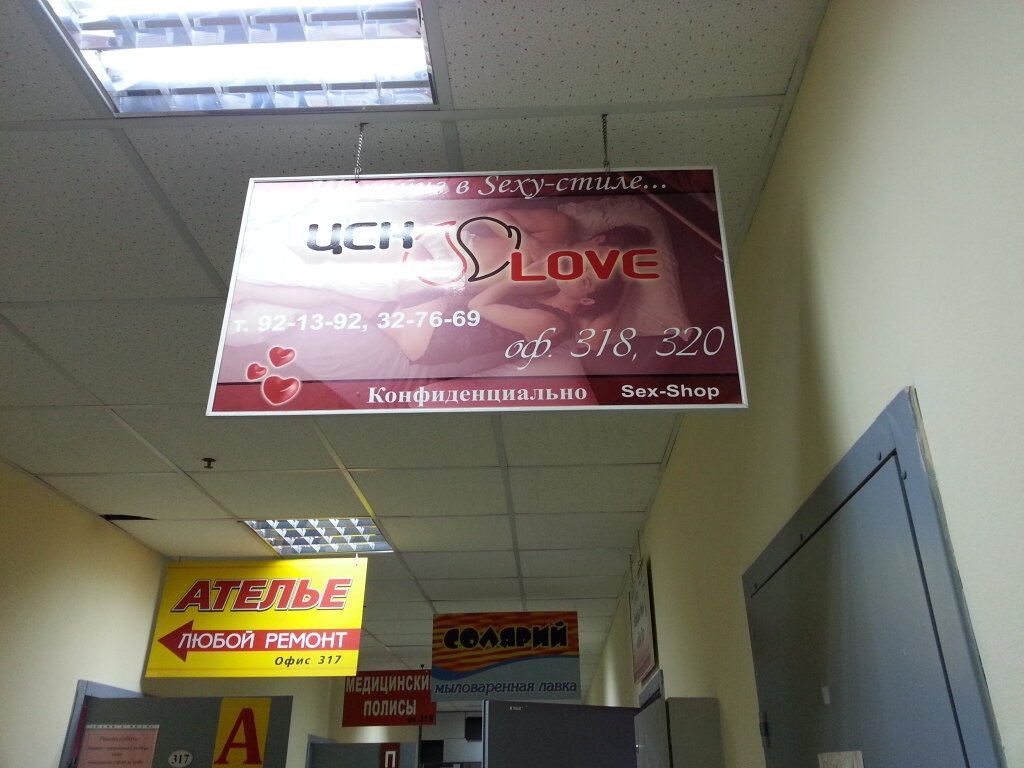 в Sexy-стиле...
ЦСН LOVE
т. 92-13-92, 32-76-69
оф. 318, 320
Конфиденциально Sex-Shop
АТЕЛЬЕ
ЛЮБОЙ РЕМОНТ
Офис 317
СОЛЯРИЙ
мыловаренная лавка
МЕДИЦИНСКИ
ПОЛИСЫ
317
А
П